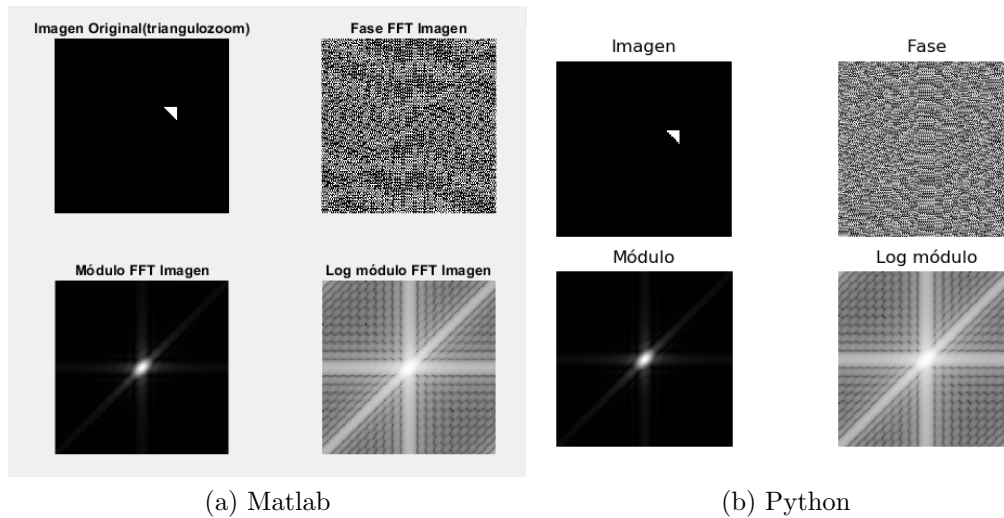 Imagen Original(triangulozoom)
Fase FFT Imagen
Módulo FFT Imagen
Log módulo FFT Imagen
(a) Matlab
Imagen
Fase
Módulo
Log módulo
(b) Python